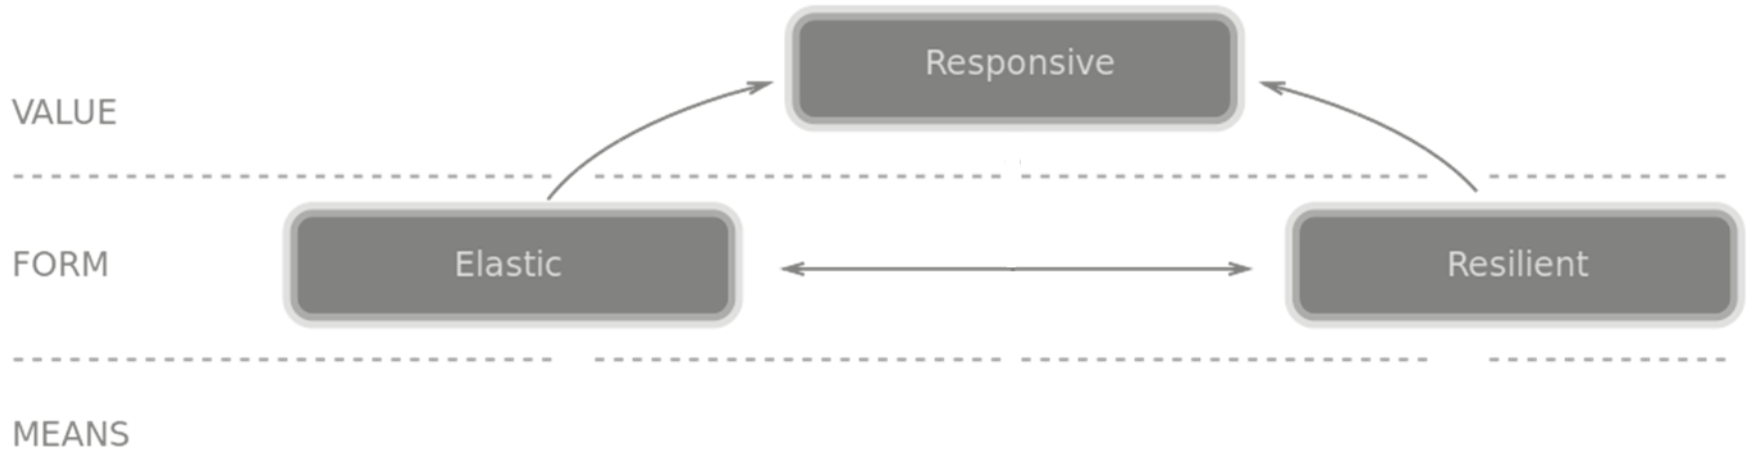 Responsive
VALUE
FORM
Elastic
Resilient
MEANS